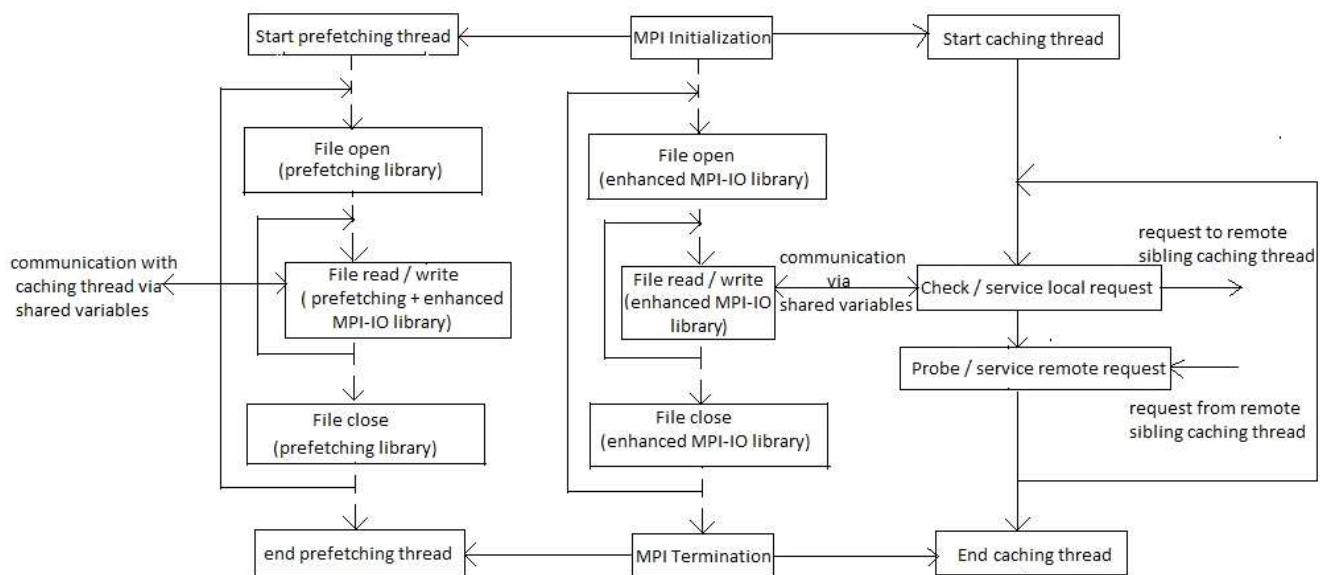 Start prefetching thread
MPI Initialization
Start caching thread
File open
(prefetching library)
File open
(enhanced MPI-IO library)
request to remote
sibling caching thread
communication with
caching thread via
shared variables
File read / write
( prefetching + enhanced
MPI-IO library)
File read / write
(enhanced MPI-IO
library)
communication
via
shared variables
Check / service local request
Probe / service remote request
request from remote
sibling caching thread
File close
(prefetching library)
File close
(enhanced MPI-IO library)
end prefetching thread
MPI Termination
End caching thread